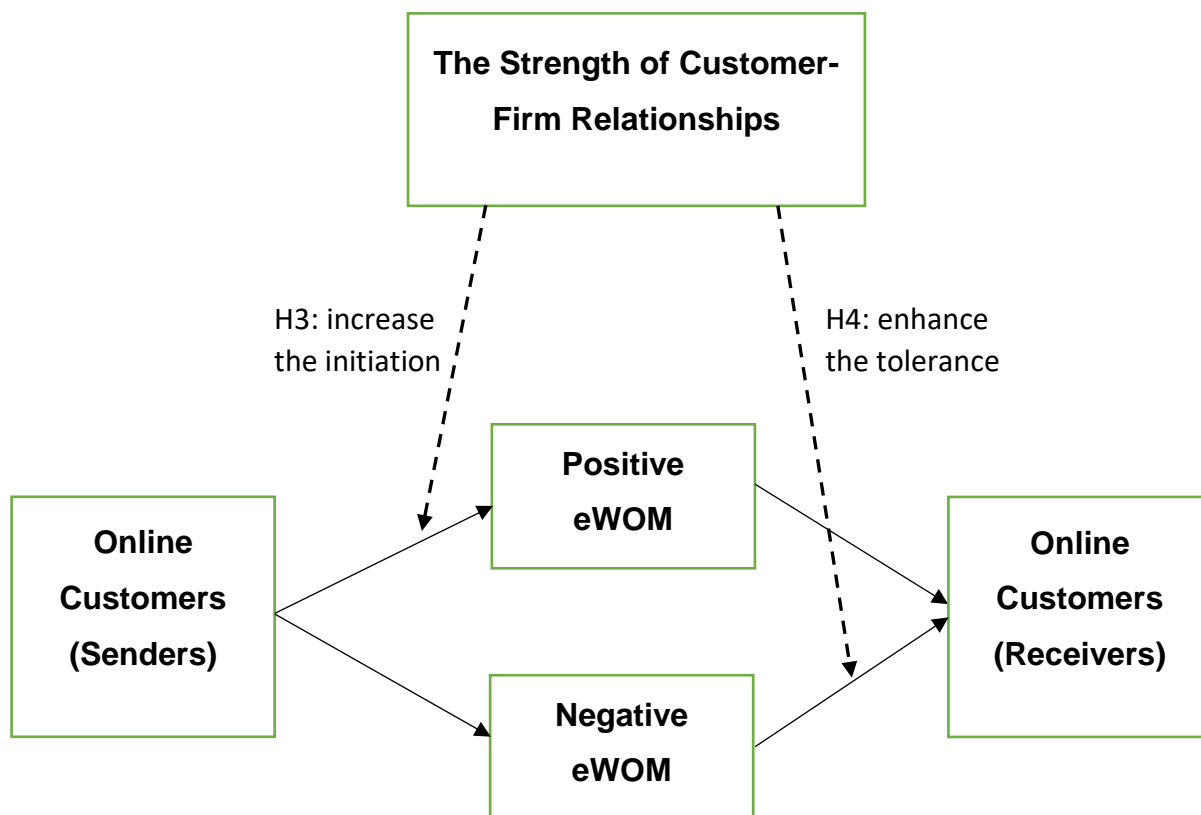 The Strength of Customer-
Firm Relationships
H3: increase
the initiation
H4: enhance
the tolerance
Positive
eWOM
Online
Customers
(Senders)
Online
Customers
(Receivers)
Negative
eWOM